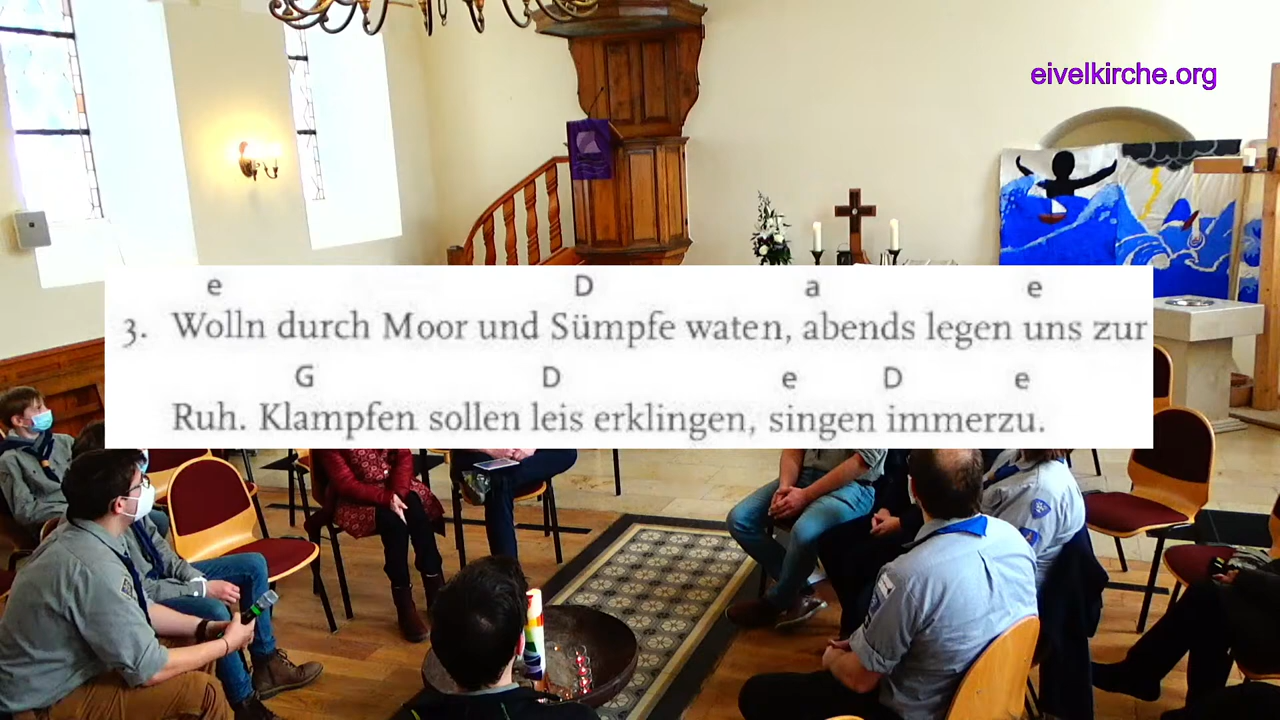 eivelkirche.org
e D a e
3. Wolln durch Moor und Sümpfe waten, abends legen uns zur
G D e D e
Ruh. Klampfen sollen leis erklingen, singen immerzu.